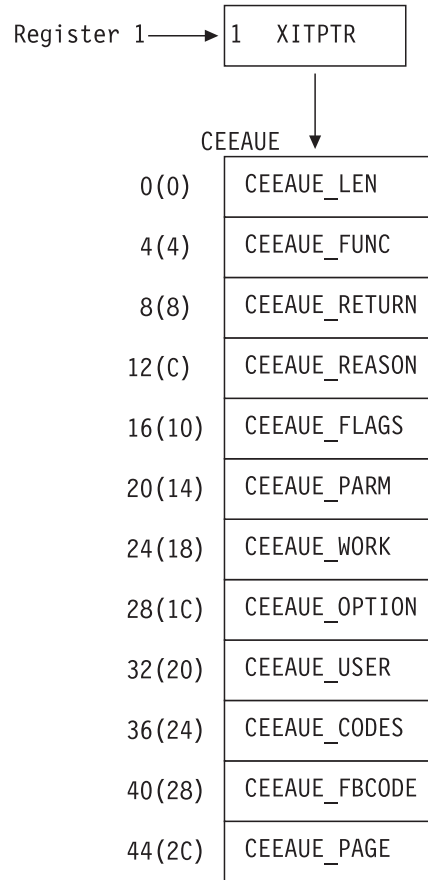 Register 1 1 XITPTR
CEEAUE
0(0) CEEAUE_LEN
4(4) CEEAUE_FUNC
8(8) CEEAUE_RETURN
12(C) CEEAUE_REASON
16(10) CEEAUE_FLAGS
20(14) CEEAUE_PARM
24(18) CEEAUE_WORK
28(1C) CEEAUE_OPTION
32(20) CEEAUE_USER
36(24) CEEAUE_CODES
40(28) CEEAUE_FBCODE
44(2C) CEEAUE_PAGE